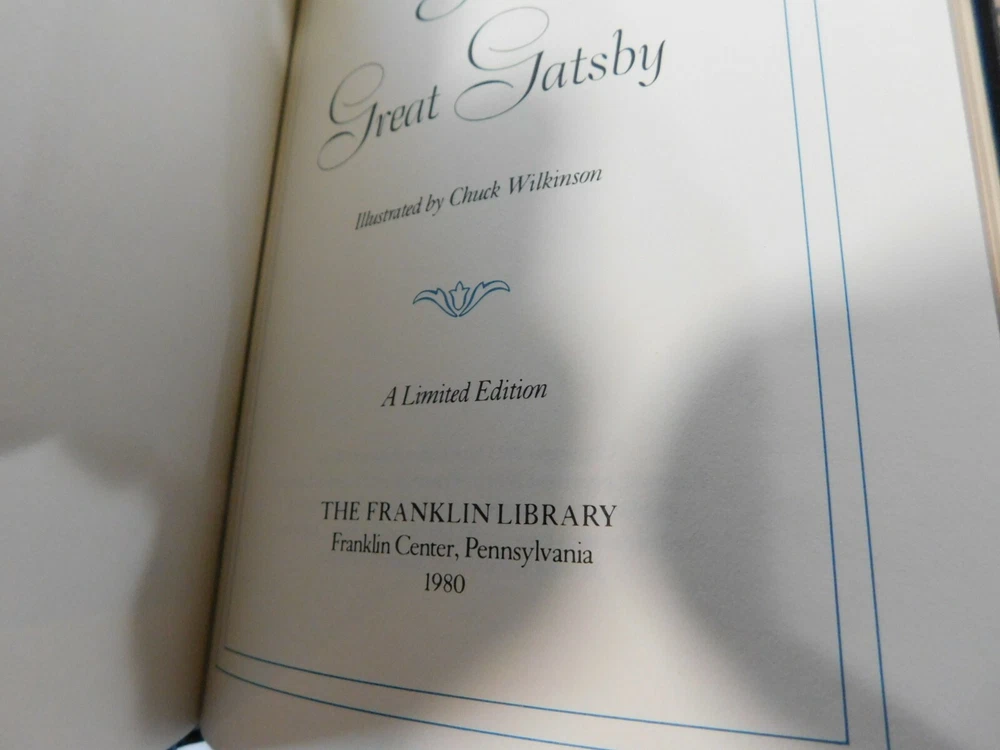 Great Gatsby
Illustrated by Chuck Wilkinson
A Limited Edition
THE FRANKLIN LIBRARY
Franklin Center, Pennsylvania
1980